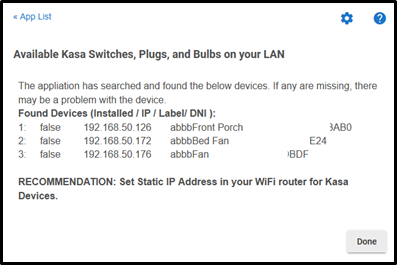 « App List
Available Kasa Switches, Plugs, and Bulbs on your LAN
The appliation has searched and found the below devices. If any are missing, there
may be a problem with the device.
Found Devices (Installed / IP / Label/ DNI ):
1: false 192.168.50.126 abbbFront Porch 3AB0
2: false 192.168.50.172 abbbBed Fan E24
3: false 192.168.50.176 abbbFan BDF
RECOMMENDATION: Set Static IP Address in your WiFi router for Kasa
Devices.
Done